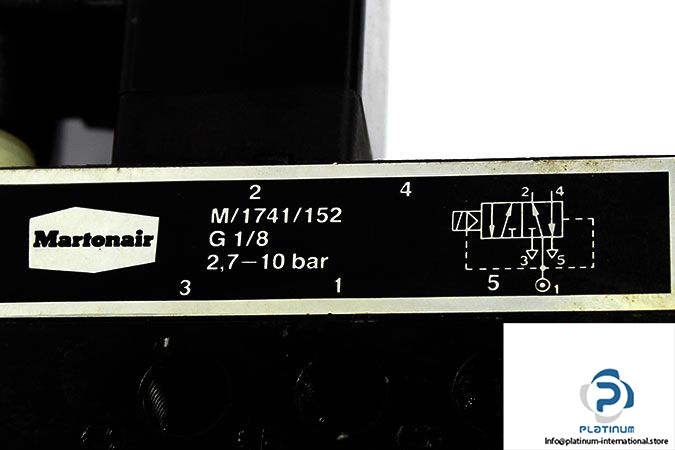 2 4
Martonair
M/1741/152
G 1/8
2,7–10 bar
3 1 5
2 4
3 5
1
PLATINUM
Info@platinum-international.store